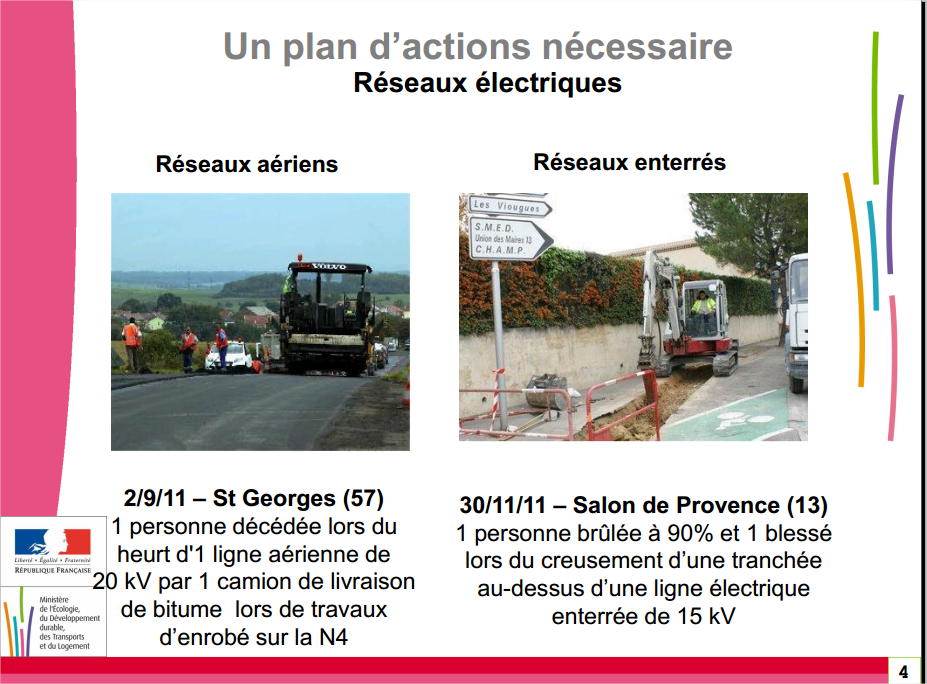 Un plan d’actions nécessaire
Réseaux électriques
Réseaux aériens
VOLVO
2/9/11 – St Georges (57)
1 personne décédée lors du
heurt d'1 ligne aérienne de
20 kV par 1 camion de livraison
de bitume  lors de travaux
d’enrobé sur la N4
Réseaux enterrés
Les Viougues
S.M.E.D.
Union des Maires 13
C.H.A.M.P.
30/11/11 – Salon de Provence (13)
1 personne brûlée à 90% et 1 blessé
lors du creusement d’une tranchée
au-dessus d’une ligne électrique
enterrée de 15 kV
Liberté • Égalité • Fraternité
RÉPUBLIQUE FRANÇAISE
Ministère
de l'Écologie,
du Développement
durable,
des Transports
et du Logement
4